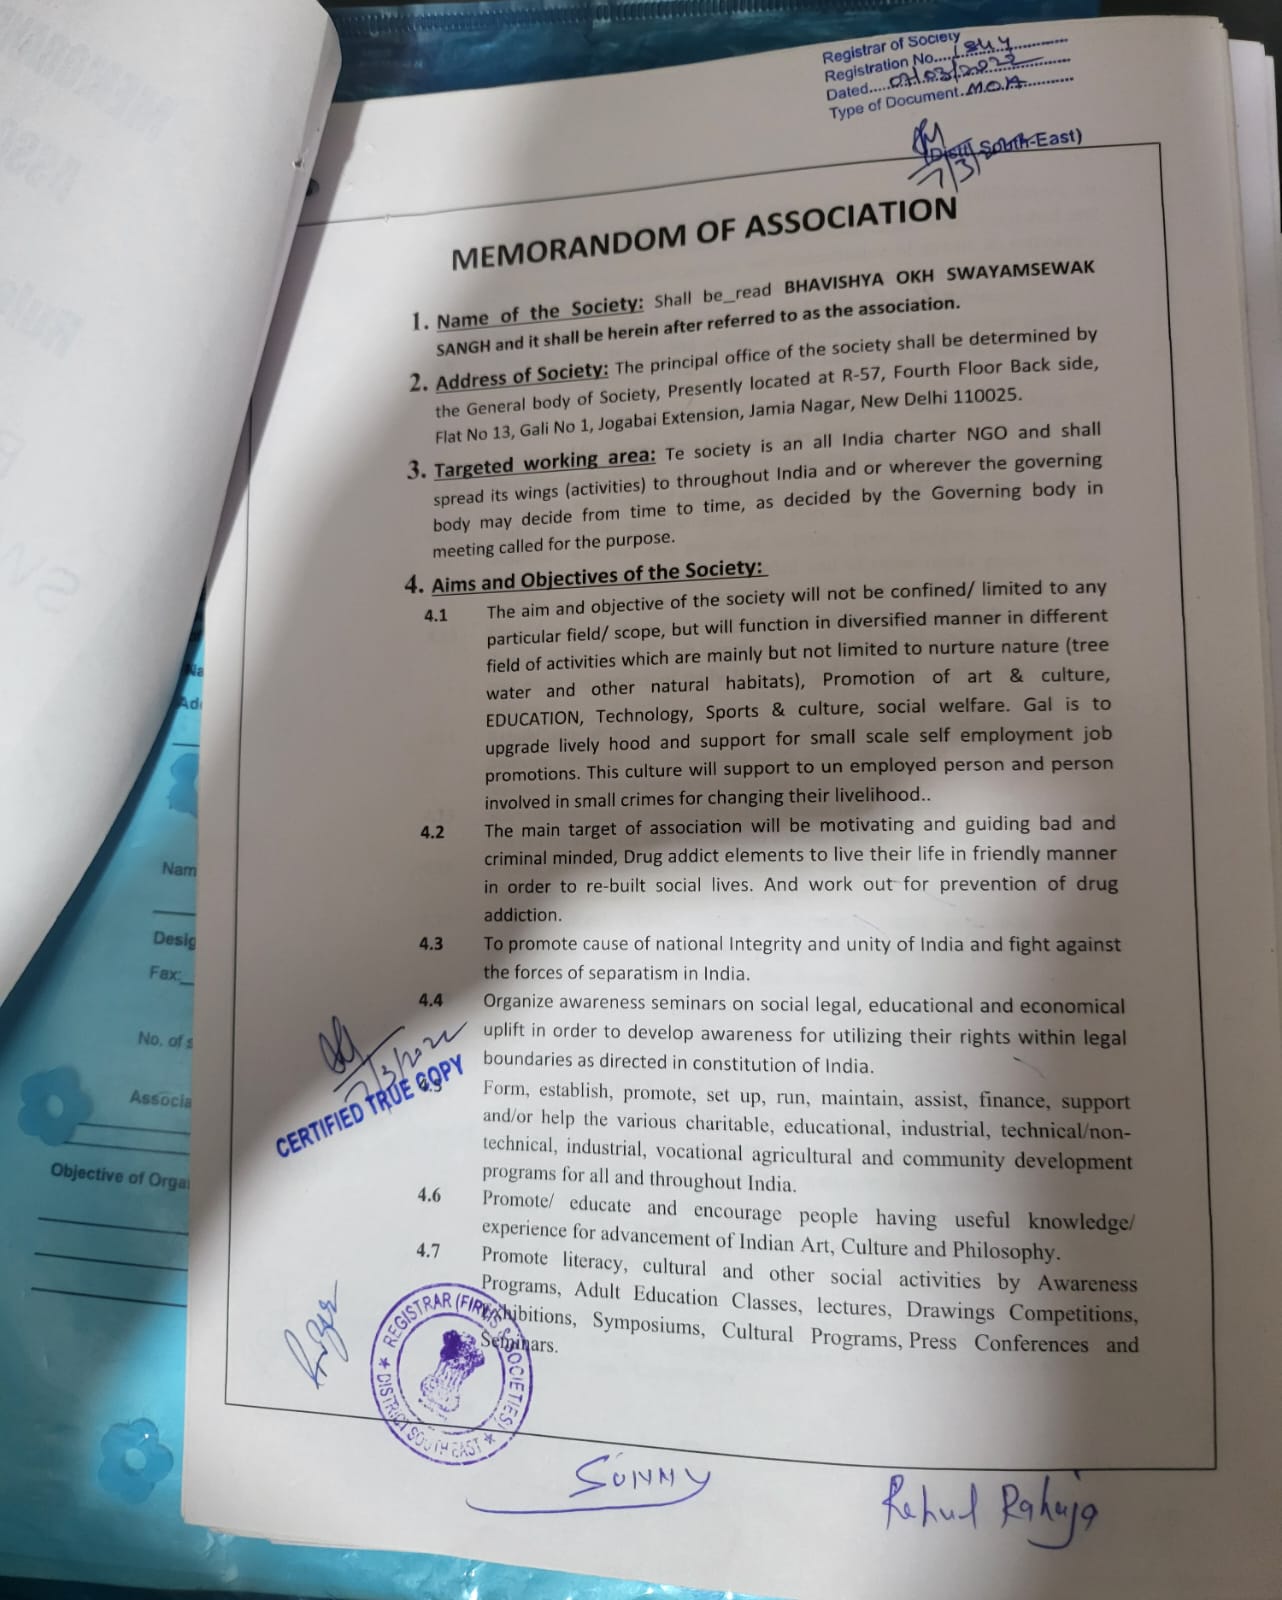 Registrar of Society
Registration No....
Dated.....07/03/2022
Type of Document.M.O.A
(Distt South-East)
MEMORANDOM OF ASSOCIATION
1. Name of the Society: Shall be_read BHAVISHYA OKH SWAYAMSEWAK
SANGH and it shall be herein after referred to as the association.
2. Address of Society: The principal office of the society shall be determined by
the General body of Society, Presently located at R-57, Fourth Floor Back side,
Flat No 13, Gali No 1, Jogabai Extension, Jamia Nagar, New Delhi 110025.
3. Targeted working area: Te society is an all India charter NGO and shall
spread its wings (activities) to throughout India and or wherever the governing
body may decide from time to time, as decided by the Governing body in
meeting called for the purpose.
4. Aims and Objectives of the Society:
4.1 The aim and objective of the society will not be confined/ limited to any
particular field/ scope, but will function in diversified manner in different
field of activities which are mainly but not limited to nurture nature (tree
water and other natural habitats), Promotion of art & culture,
EDUCATION, Technology, Sports & culture, social welfare. Gal is to
upgrade lively hood and support for small scale self employment job
promotions. This culture will support to un employed person and person
involved in small crimes for changing their livelihood..
4.2 The main target of association will be motivating and guiding bad and
criminal minded, Drug addict elements to live their life in friendly manner
in order to re-built social lives. And work out for prevention of drug
addiction.
4.3 To promote cause of national Integrity and unity of India and fight against
the forces of separatism in India.
4.4 Organize awareness seminars on social legal, educational and economical
uplift in order to develop awareness for utilizing their rights within legal
boundaries as directed in constitution of India.
4.5 Form, establish, promote, set up, run, maintain, assist, finance, support
and/or help the various charitable, educational, industrial, technical/non-
technical, industrial, vocational agricultural and community development
programs for all and throughout India.
4.6 Promote/ educate and encourage people having useful knowledge/
experience for advancement of Indian Art, Culture and Philosophy.
4.7 Promote literacy, cultural and other social activities by Awareness
Programs, Adult Education Classes, lectures, Drawings Competitions,
Exhibitions, Symposiums, Cultural Programs, Press Conferences and
Seminars.
7/3/2022
CERTIFIED TRUE COPY
REGISTRAR (FIRMS & SOCIETIES)
* DISTRICT SOUTH EAST *
SUNNY
Rahul Raheja
Nam
Desig
Fax:_
No. of s
Associa
Objective of Orga